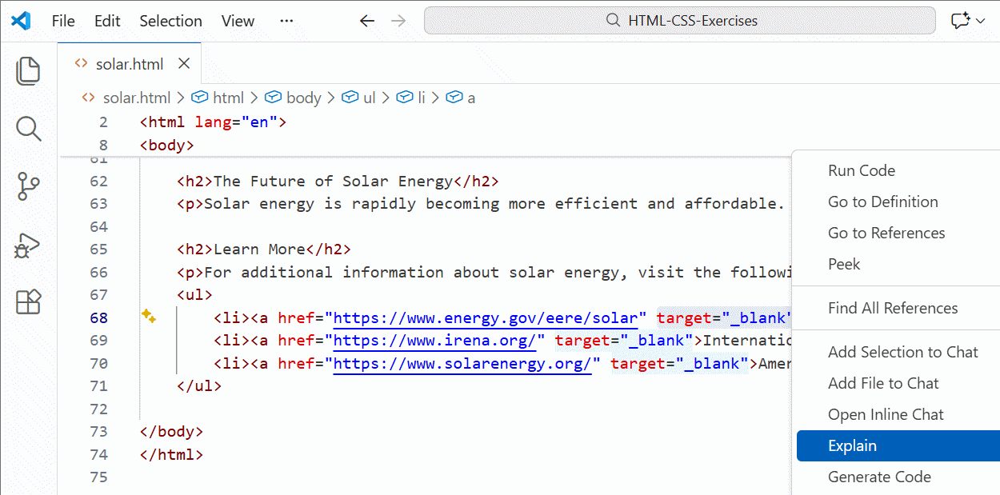 File Edit Selection View ··· HTML-CSS-Exercises
solar.html
solar.html > html > body > ul > li > a
2 <html lang="en">
8 <body>
61
62 <h2>The Future of Solar Energy</h2>
63 <p>Solar energy is rapidly becoming more efficient and affordable.
64
65 <h2>Learn More</h2>
66 <p>For additional information about solar energy, visit the followi
67 <ul>
68 <li><a href="https://www.energy.gov/eere/solar" target="_blank"
69 <li><a href="https://www.irena.org/" target="_blank">Internatio
70 <li><a href="https://www.solarenergy.org/" target="_blank">Amer
71 </ul>
72
73 </body>
74 </html>
75
Run Code
Go to Definition
Go to References
Peek
Find All References
Add Selection to Chat
Add File to Chat
Open Inline Chat
Explain
Generate Code